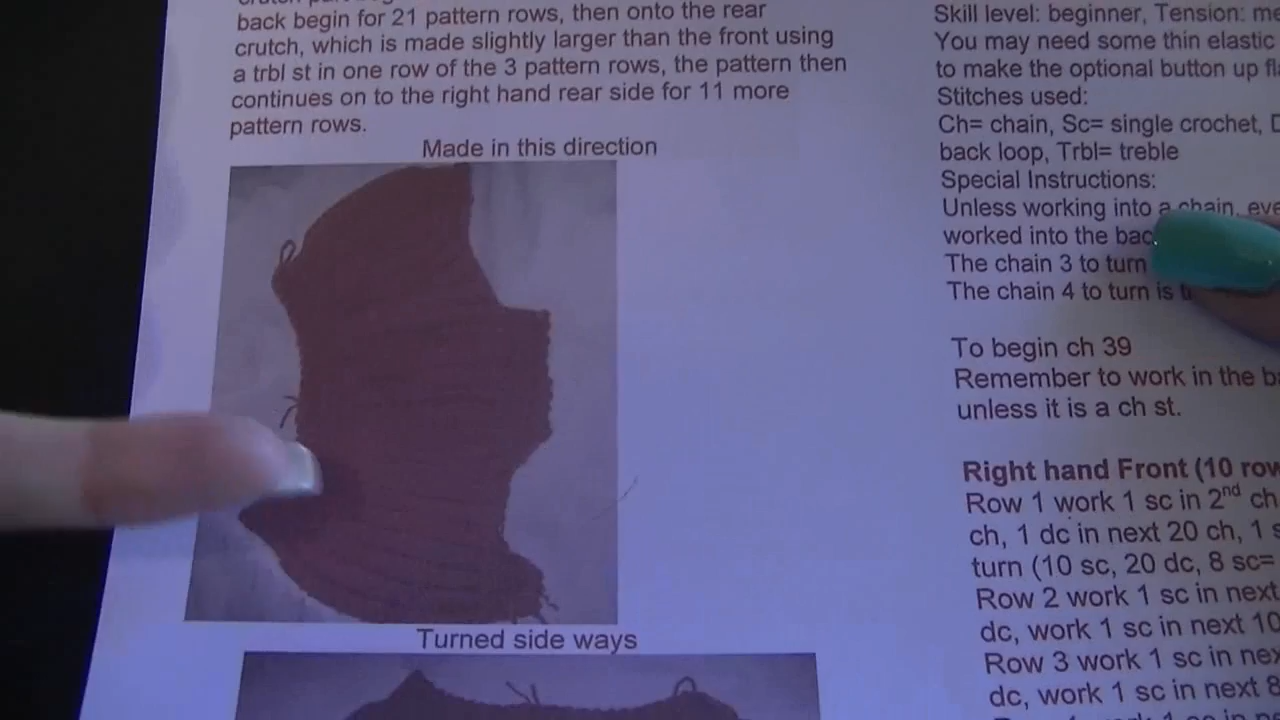 back begin for 21 pattern rows, then onto the rear
crutch, which is made slightly larger than the front using
a trbl st in one row of the 3 pattern rows, the pattern then
continues on to the right hand rear side for 11 more
pattern rows.
Made in this direction
Turned side ways
Skill level: beginner, Tension:
You may need some thin elastic
to make the optional button up
Stitches used:
Ch= chain, Sc= single crochet,
back loop, Trbl= treble
Special Instructions:
Unless working into a chain,
worked into the
The chain 3 to turn
The chain 4 to turn is
To begin ch 39
Remember to work in the
unless it is a ch st.
Right hand Front (10
Row 1 work 1 sc in 2nd ch
ch, 1 dc in next 20 ch, 1
turn (10 sc, 20 dc, 8 sc=
Row 2 work 1 sc in next
dc, work 1 sc in next 10
Row 3 work 1 sc in
dc, work 1 sc in next 8